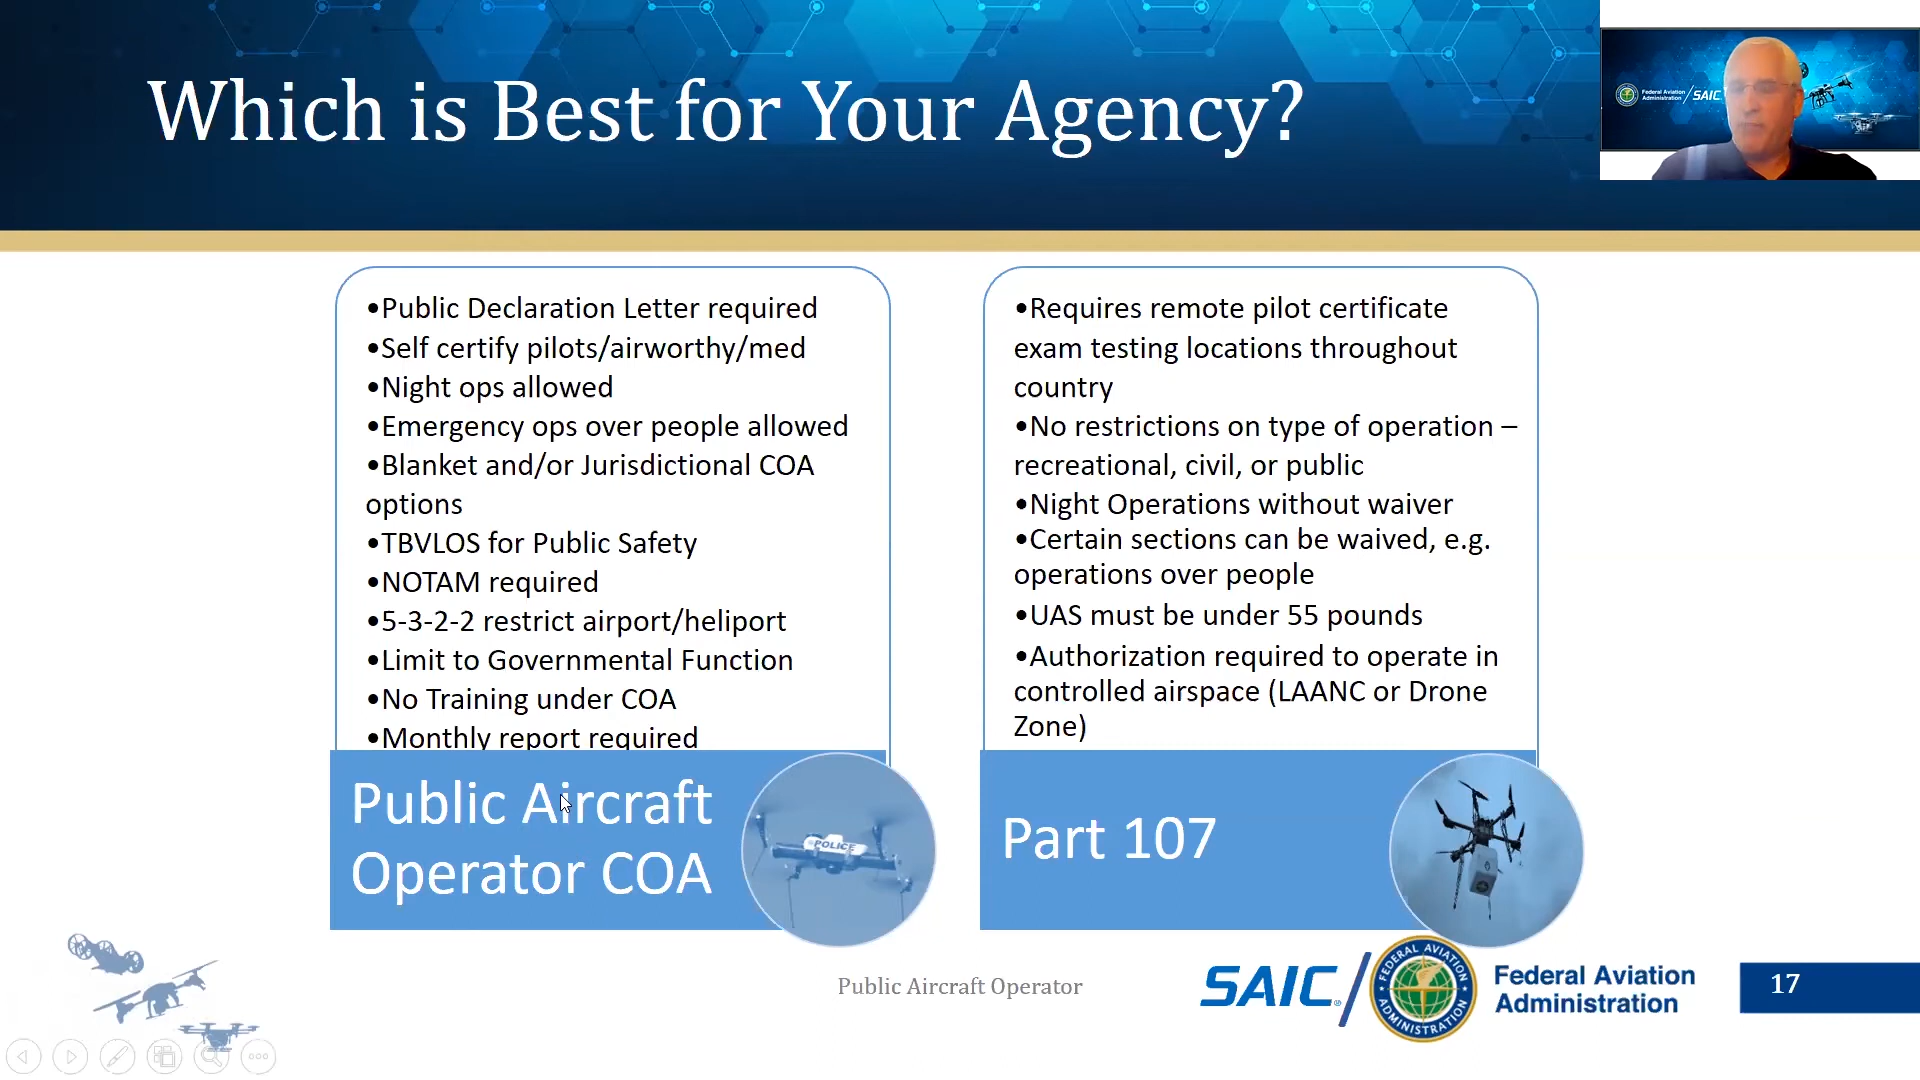 Which is Best for Your Agency?
Federal Aviation
Administration
SAIC
•Public Declaration Letter required
•Self certify pilots/airworthy/med
•Night ops allowed
•Emergency ops over people allowed
•Blanket and/or Jurisdictional COA
options
•TBVLOS for Public Safety
•NOTAM required
•5-3-2-2 restrict airport/heliport
•Limit to Governmental Function
•No Training under COA
•Monthly report required
Public Aircraft
Operator COA
POLICE
•Requires remote pilot certificate
exam testing locations throughout
country
•No restrictions on type of operation –
recreational, civil, or public
•Night Operations without waiver
•Certain sections can be waived, e.g.
operations over people
•UAS must be under 55 pounds
•Authorization required to operate in
controlled airspace (LAANC or Drone
Zone)
Part 107
Public Aircraft Operator
SAIC®
FEDERAL AVIATION
ADMINISTRATION
Federal Aviation
Administration
17